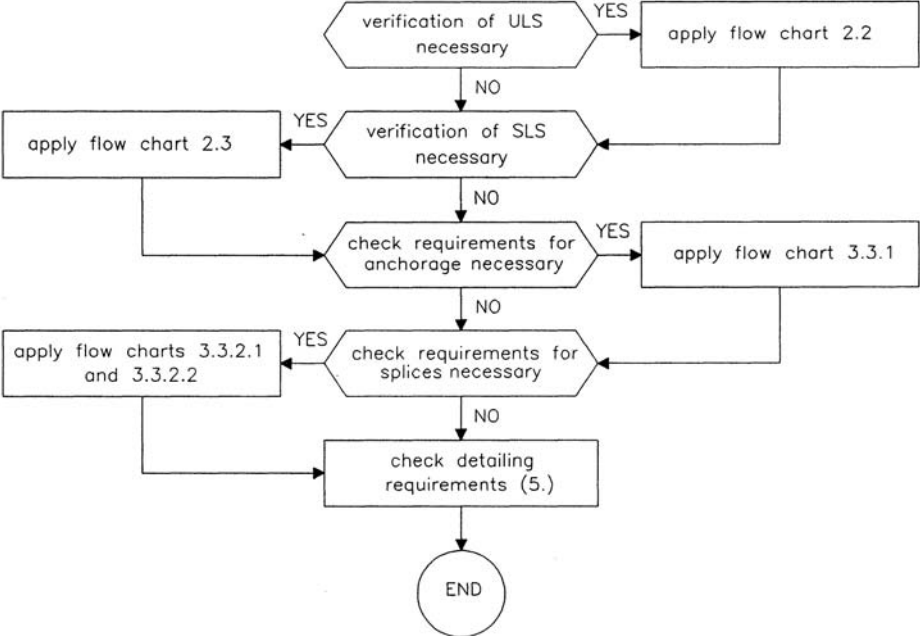 verification of ULS
necessary
YES
apply flow chart 2.2
NO
apply flow chart 2.3
YES
verification of SLS
necessary
NO
check requirements for
anchorage necessary
YES
apply flow chart 3.3.1
NO
apply flow charts 3.3.2.1
and 3.3.2.2
YES
check requirements for
splices necessary
NO
check detailing
requirements (5.)
END